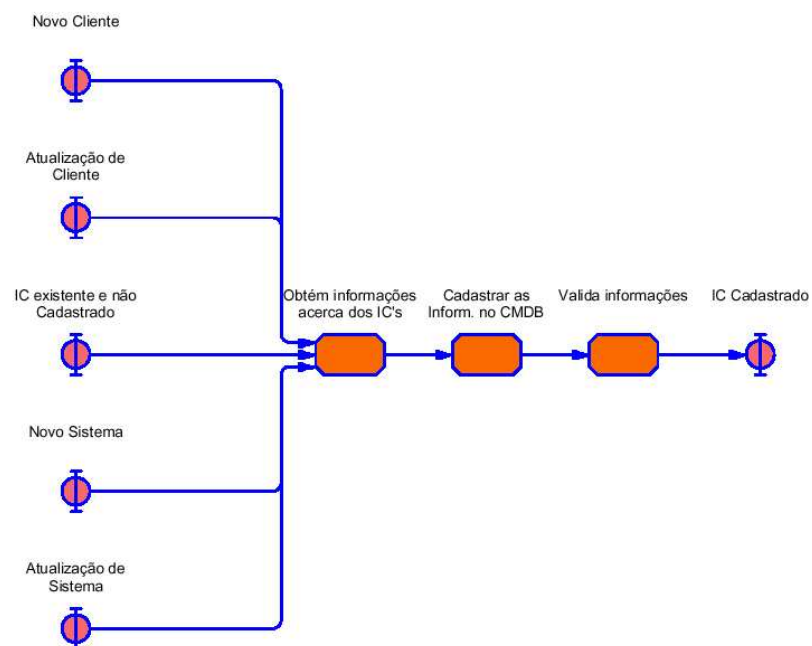 Novo Cliente
Atualização de
Cliente
IC existente e não
Cadastrado
Obtém informações
acerca dos IC's
Cadastrar as
Inform. no CMDB
Valida informações
IC Cadastrado
Novo Sistema
Atualização de
Sistema